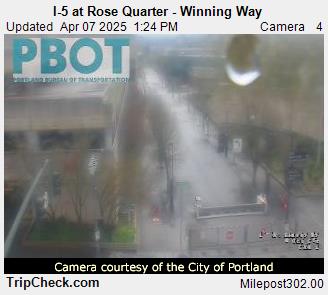 I-5 at Rose Quarter - Winning Way
Updated Apr 07 2025 1:24 PM Camera 4
PBOT
PORTLAND BUREAU OF TRANSPORTATION
Camera courtesy of the City of Portland
TripCheck.com Milepost302.00